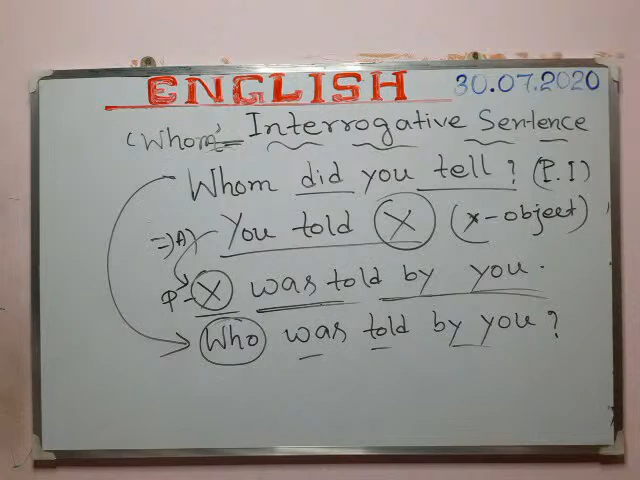 ENGLISH 30.07.2020
('Whom' = Interrogative Sentence
Whom did you tell? (P.I)
=) A) - You told X (x-object)
P - X was told by you.
Who was told by you?